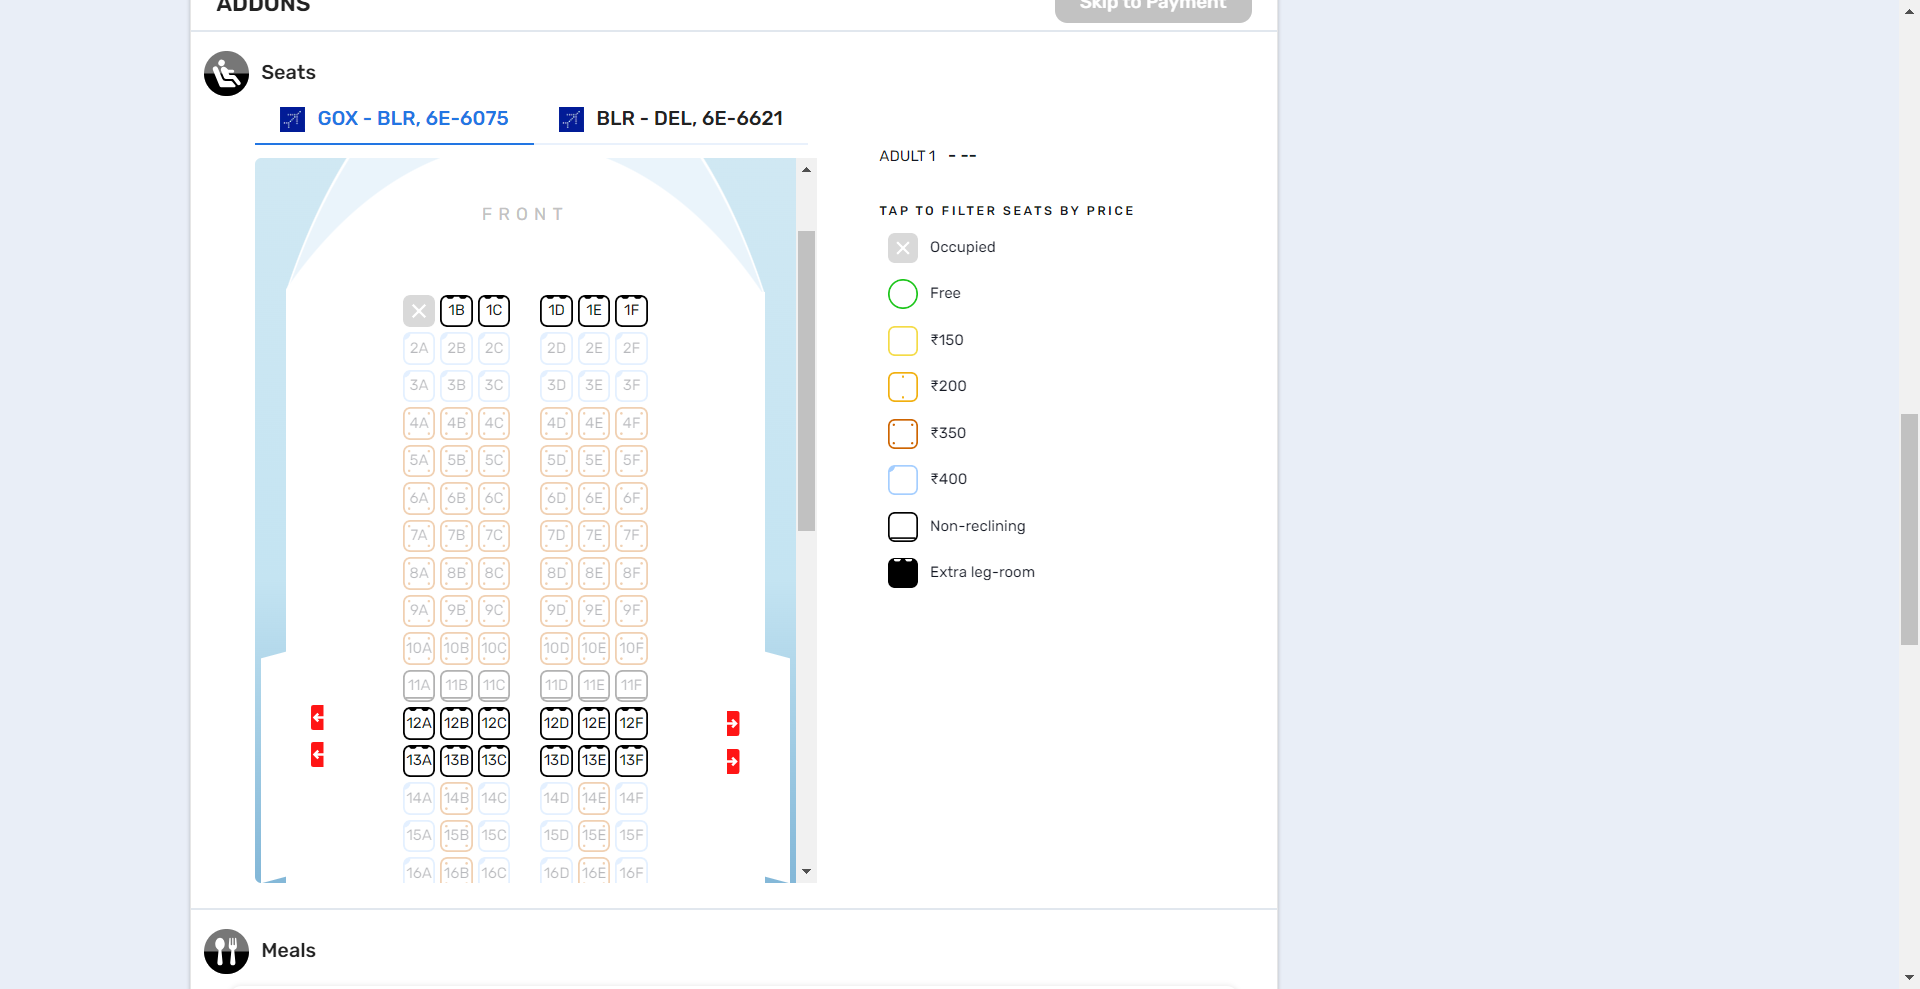 ADDONS Skip to Payment
Seats
GOX - BLR, 6E-6075 BLR - DEL, 6E-6621
ADULT 1 - --
FRONT
TAP TO FILTER SEATS BY PRICE
Occupied
Free
₹150
₹200
₹350
₹400
Non-reclining
Extra leg-room
1B 1C 1D 1E 1F
2A 2B 2C 2D 2E 2F
3A 3B 3C 3D 3E 3F
4A 4B 4C 4D 4E 4F
5A 5B 5C 5D 5E 5F
6A 6B 6C 6D 6E 6F
7A 7B 7C 7D 7E 7F
8A 8B 8C 8D 8E 8F
9A 9B 9C 9D 9E 9F
10A 10B 10C 10D 10E 10F
11A 11B 11C 11D 11E 11F
12A 12B 12C 12D 12E 12F
13A 13B 13C 13D 13E 13F
14A 14B 14C 14D 14E 14F
15A 15B 15C 15D 15E 15F
16A 16B 16C 16D 16E 16F
Meals